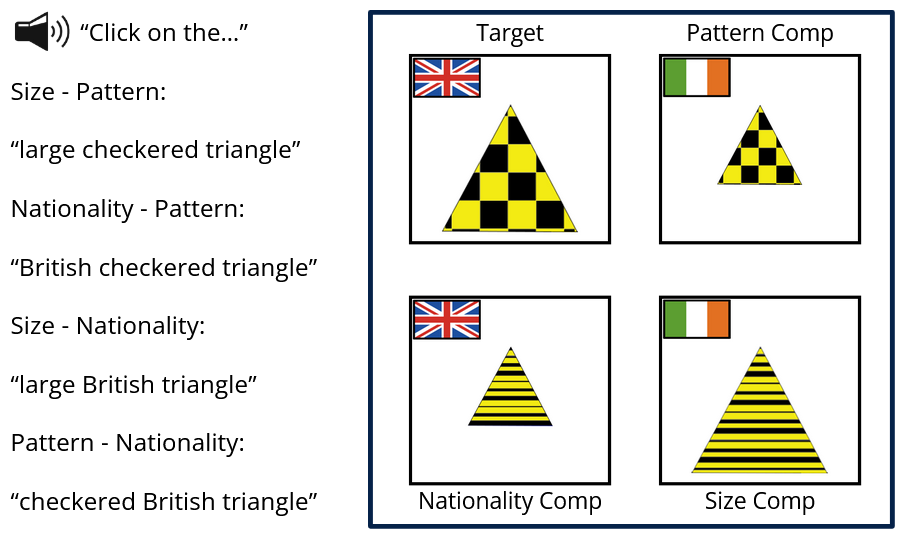 “Click on the...”
Size - Pattern:
“large checkered triangle”
Nationality - Pattern:
“British checkered triangle”
Size - Nationality:
“large British triangle”
Pattern - Nationality:
“checkered British triangle”
Target
Pattern Comp
Nationality Comp
Size Comp